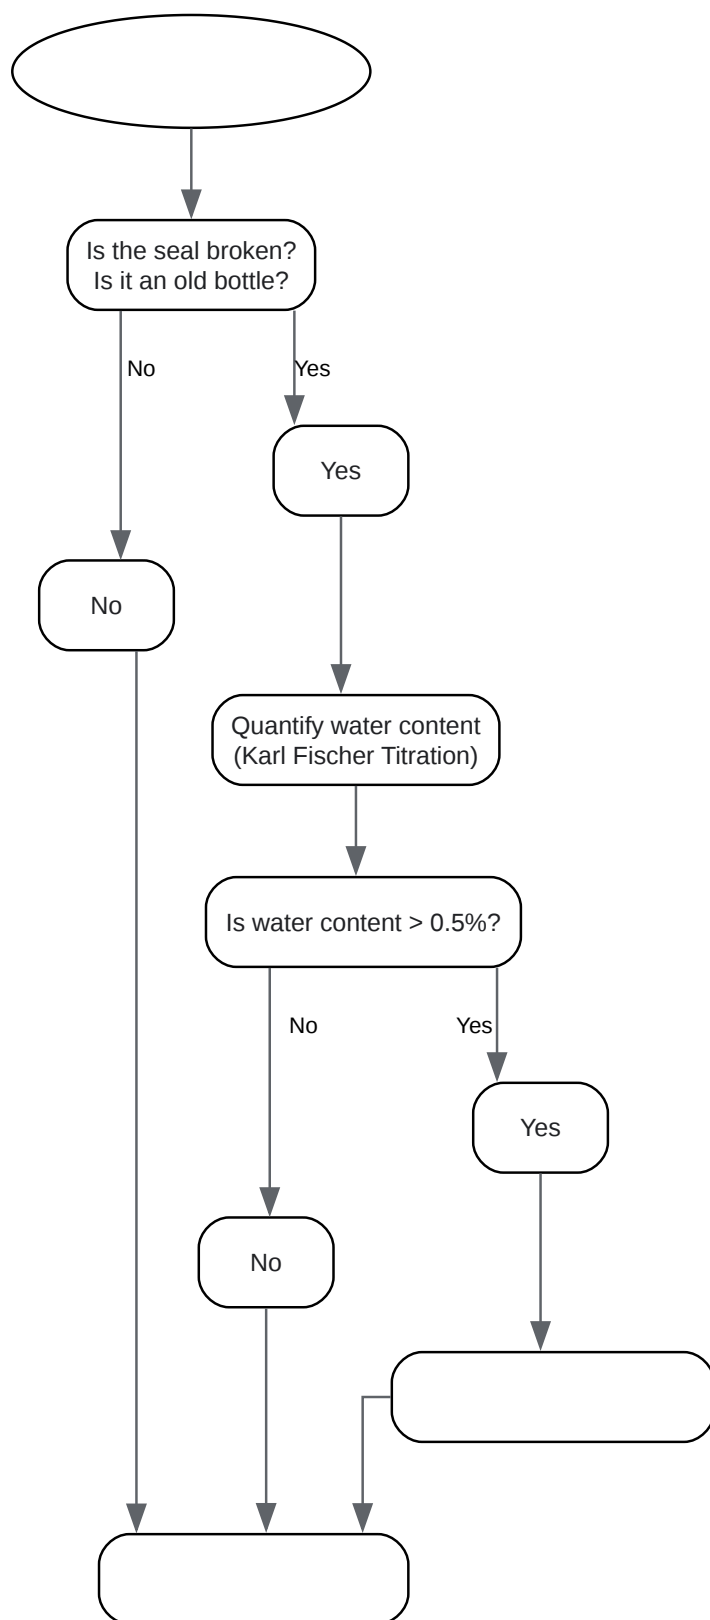 Is the seal broken?
Is it an old bottle?
No
Yes
Yes
No
Quantify water content
(Karl Fischer Titration)
Is water content > 0.5%?
No
Yes
Yes
No